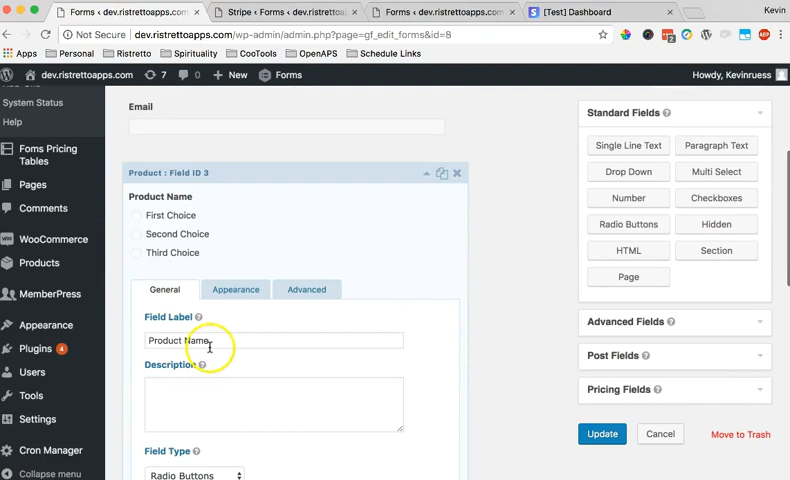 Forms ‹ dev.ristrettoapps.com
Stripe ‹ Forms ‹ dev.ristretto
Forms ‹ dev.ristrettoapps.com
[Test] Dashboard
Kevin
Not Secure dev.ristrettoapps.com/wp-admin/admin.php?page=gf_edit_forms&id=8
Apps Personal Ristretto Spirituality CooTools OpenAPS Schedule Links
dev.ristrettoapps.com 7 0 + New Forms Howdy, Kevinruess
System Status
Help
Foms Pricing
Tables
Pages
Comments
WooCommerce
Products
MemberPress
Appearance
Plugins 4
Users
Tools
Settings
Cron Manager
Collapse menu
Email
Product : Field ID 3
Product Name
First Choice
Second Choice
Third Choice
General Appearance Advanced
Field Label
Product Name
Description
Field Type
Radio Buttons
Standard Fields
Single Line Text Paragraph Text
Drop Down Multi Select
Number Checkboxes
Radio Buttons Hidden
HTML Section
Page
Advanced Fields
Post Fields
Pricing Fields
Update Cancel Move to Trash